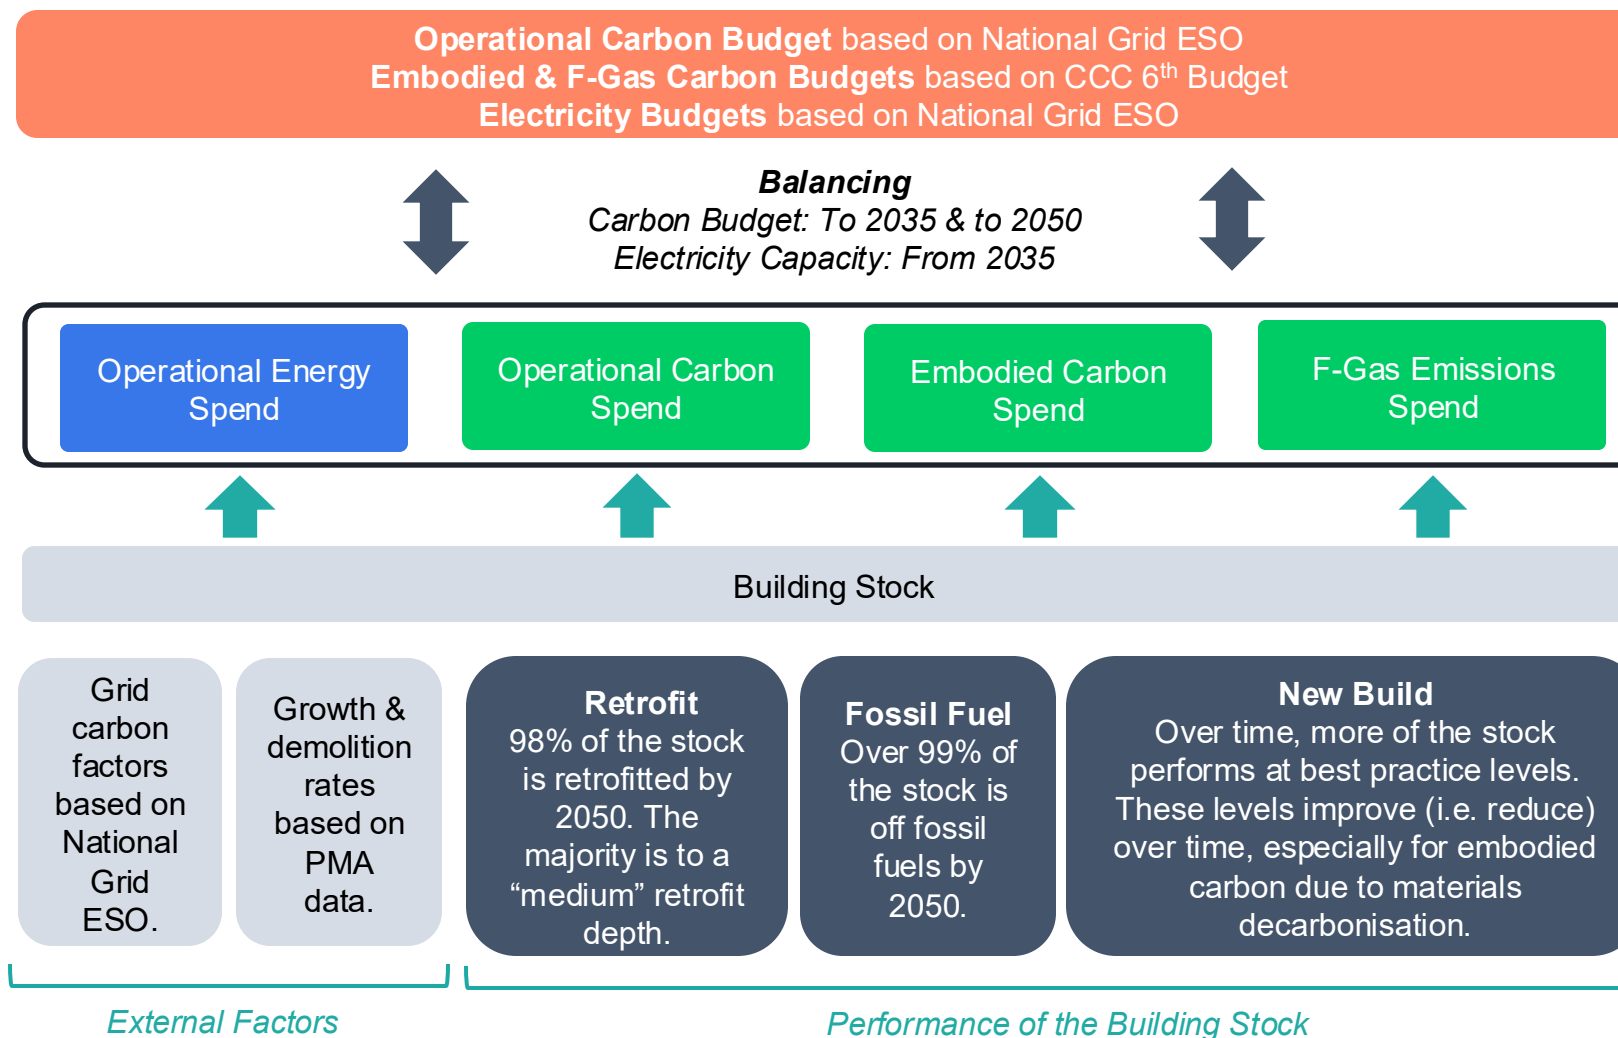 Operational Carbon Budget based on National Grid ESO
Embodied & F-Gas Carbon Budgets based on CCC 6th Budget
Electricity Budgets based on National Grid ESO
Balancing
Carbon Budget: To 2035 & to 2050
Electricity Capacity: From 2035
Operational Energy
Spend
Operational Carbon
Spend
Embodied Carbon
Spend
F-Gas Emissions
Spend
Building Stock
Grid
carbon
factors
based on
National
Grid
ESO.
Growth &
demolition
rates
based on
PMA
data.
Retrofit
98% of the stock
is retrofitted by
2050. The
majority is to a
“medium” retrofit
depth.
Fossil Fuel
Over 99% of
the stock is
off fossil
fuels by
2050.
New Build
Over time, more of the stock
performs at best practice levels.
These levels improve (i.e. reduce)
over time, especially for embodied
carbon due to materials
decarbonisation.
External Factors
Performance of the Building Stock